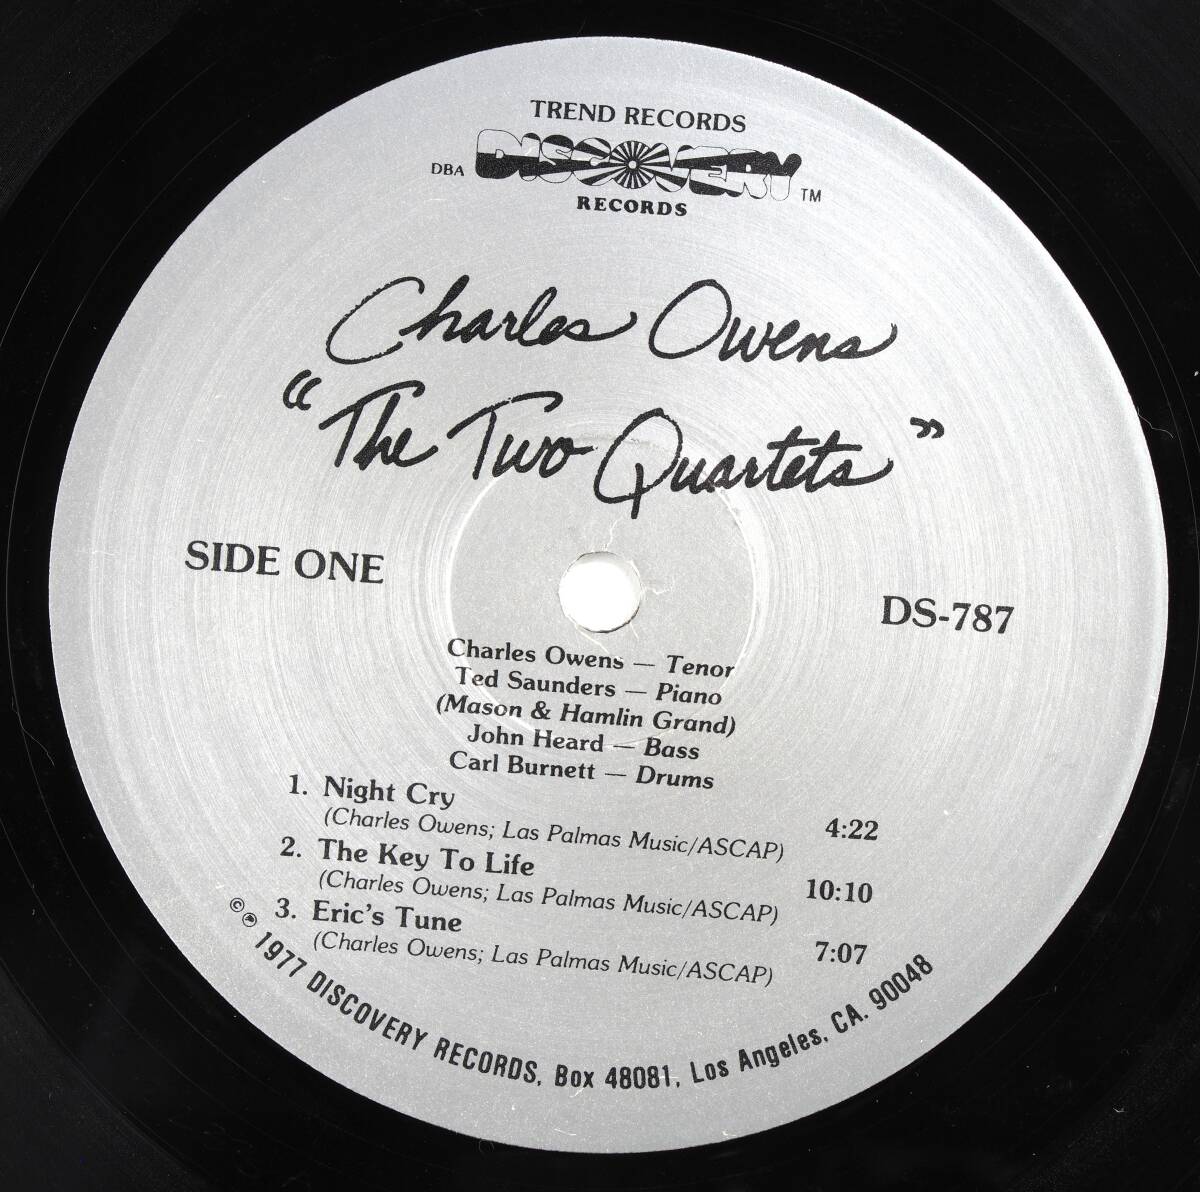 TREND RECORDS
DBA DISCOVERY TM
RECORDS
Charles Owens
"The Two Quartets"
SIDE ONE
DS-787
Charles Owens — Tenor
Ted Saunders — Piano
(Mason & Hamlin Grand)
John Heard — Bass
Carl Burnett — Drums
1. Night Cry 4:22
(Charles Owens; Las Palmas Music/ASCAP)
2. The Key To Life 10:10
(Charles Owens; Las Palmas Music/ASCAP)
3. Eric's Tune 7:07
(Charles Owens; Las Palmas Music/ASCAP)
©℗ 1977 DISCOVERY RECORDS, Box 48081, Los Angeles, CA. 90048